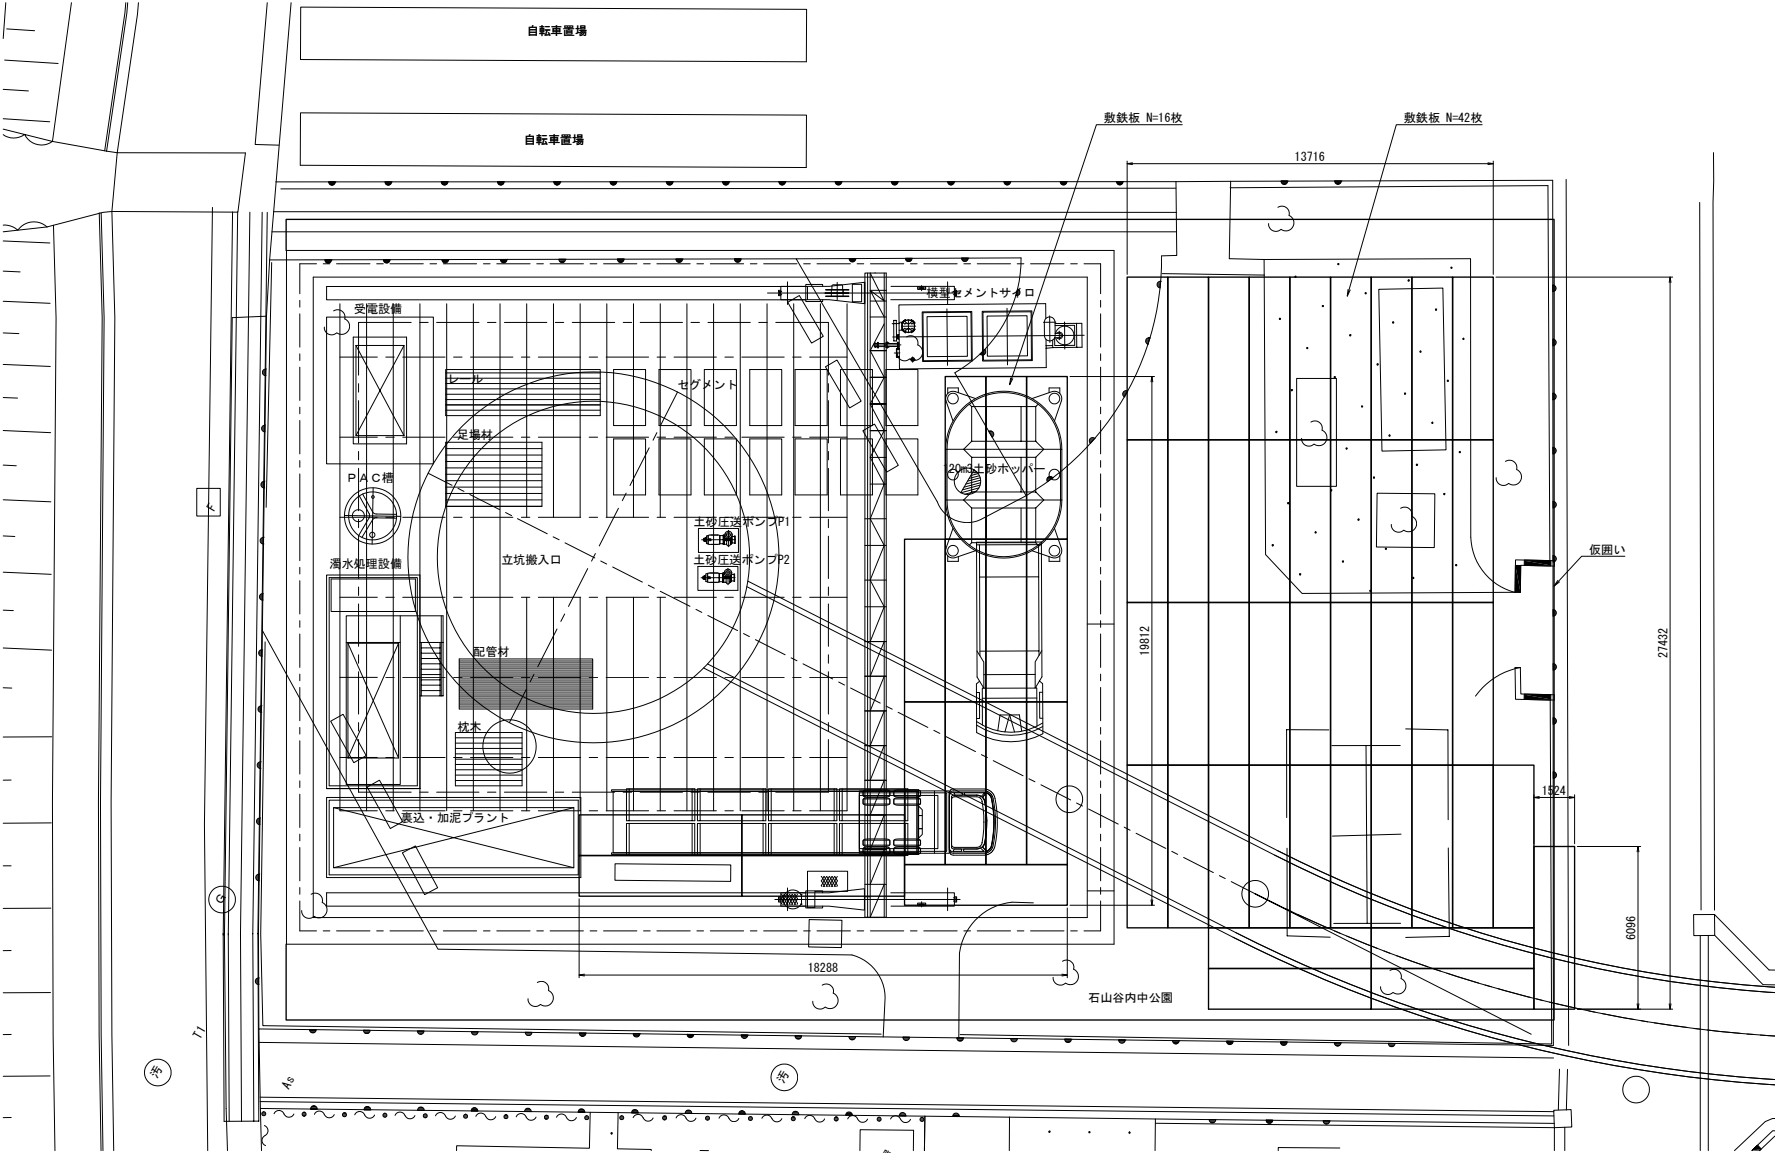 自転車置場
自転車置場
敷鉄板 N=16枚
敷鉄板 N=42枚
13716
横型セメントサイロ
受電設備
レール
セグメント
足場材
20m3土砂ホッパー
PAC槽
土砂圧送ポンプP1
土砂圧送ポンプP2
立坑搬入口
濁水処理設備
仮囲い
19812
27432
配管材
枕木
1524
裏込・加泥プラント
6096
18288
石山谷内中公園
F
G
T1
汚
As
汚